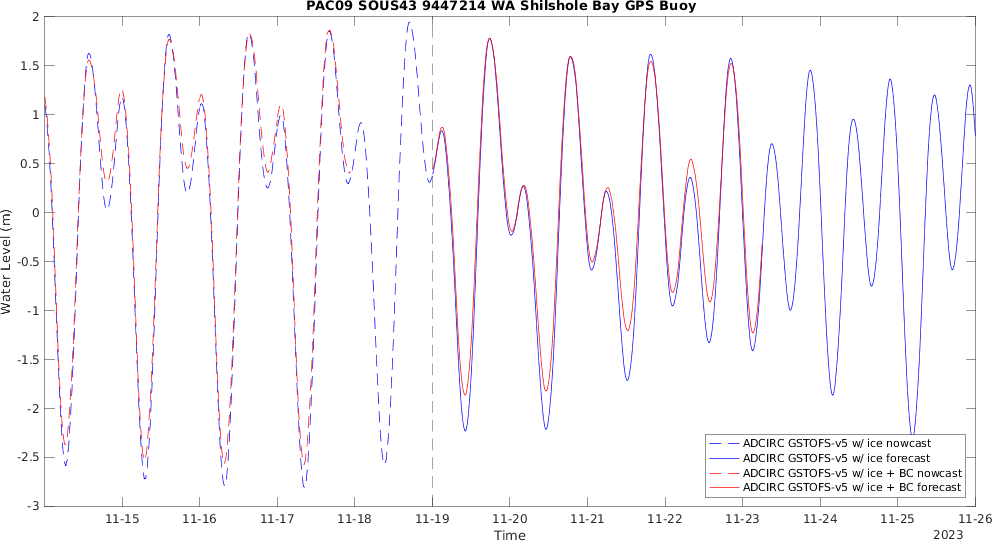 PAC09 SOUS43 9447214 WA Shilshole Bay GPS Buoy
2
1.5
1
0.5
0
-0.5
-1
-1.5
-2
-2.5
-3
Water Level (m)
ADCIRC GSTOFS-v5 w/ ice nowcast
ADCIRC GSTOFS-v5 w/ ice forecast
ADCIRC GSTOFS-v5 w/ ice + BC nowcast
ADCIRC GSTOFS-v5 w/ ice + BC forecast
11-15 11-16 11-17 11-18 11-19 11-20 11-21 11-22 11-23 11-24 11-25 11-26
Time
2023